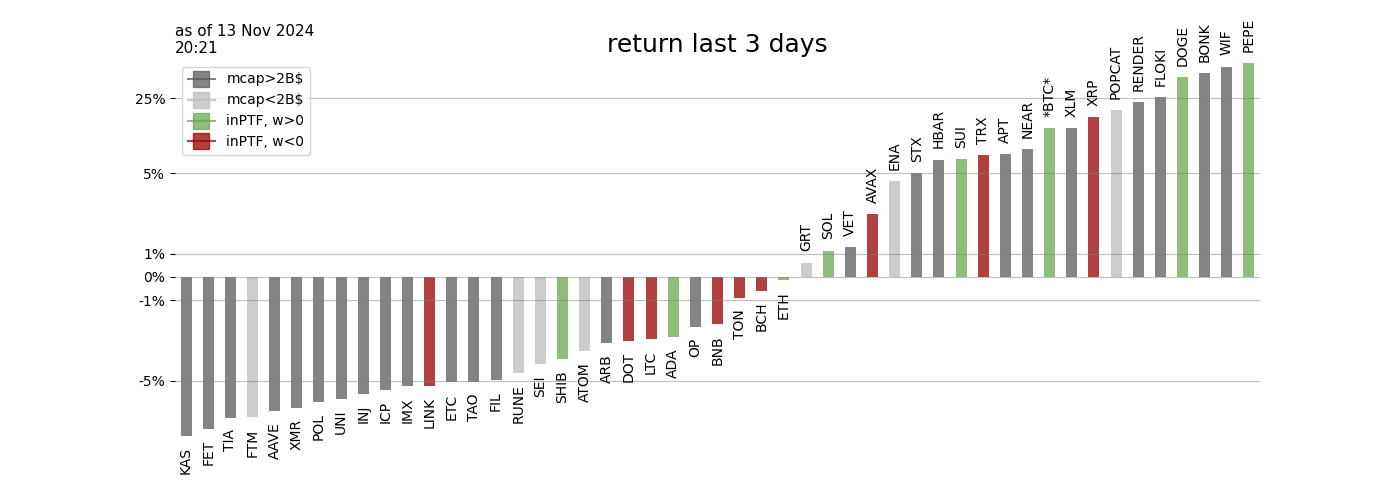 as of 13 Nov 2024
20:21
return last 3 days
mcap>2B$
mcap<2B$
inPTF, w>0
inPTF, w<0
25%
5%
1%
0%
-1%
-5%
KAS
FET
TIA
FTM
AAVE
XMR
POL
UNI
INJ
ICP
IMX
LINK
ETC
TAO
FIL
RUNE
SEI
SHIB
ATOM
ARB
DOT
LTC
ADA
OP
BNB
TON
BCH
ETH
GRT
SOL
VET
AVAX
ENA
STX
HBAR
SUI
TRX
APT
NEAR
*BTC*
XLM
XRP
POPCAT
RENDER
FLOKI
DOGE
BONK
WIF
PEPE